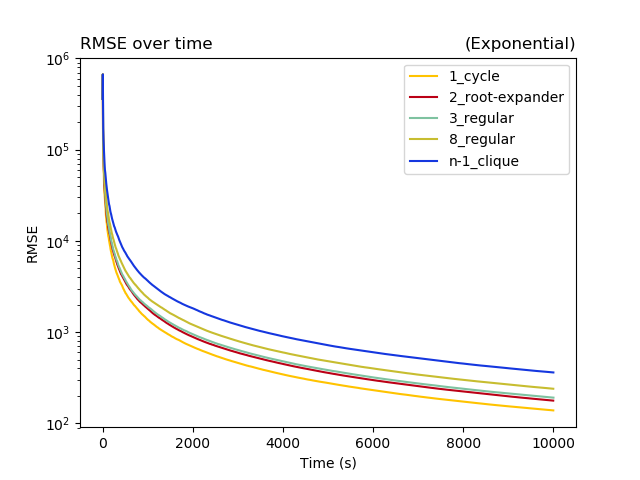 RMSE over time
(Exponential)
10^6
10^5
10^4
10^3
10^2
RMSE
1_cycle
2_root-expander
3_regular
8_regular
n-1_clique
0 2000 4000 6000 8000 10000
Time (s)